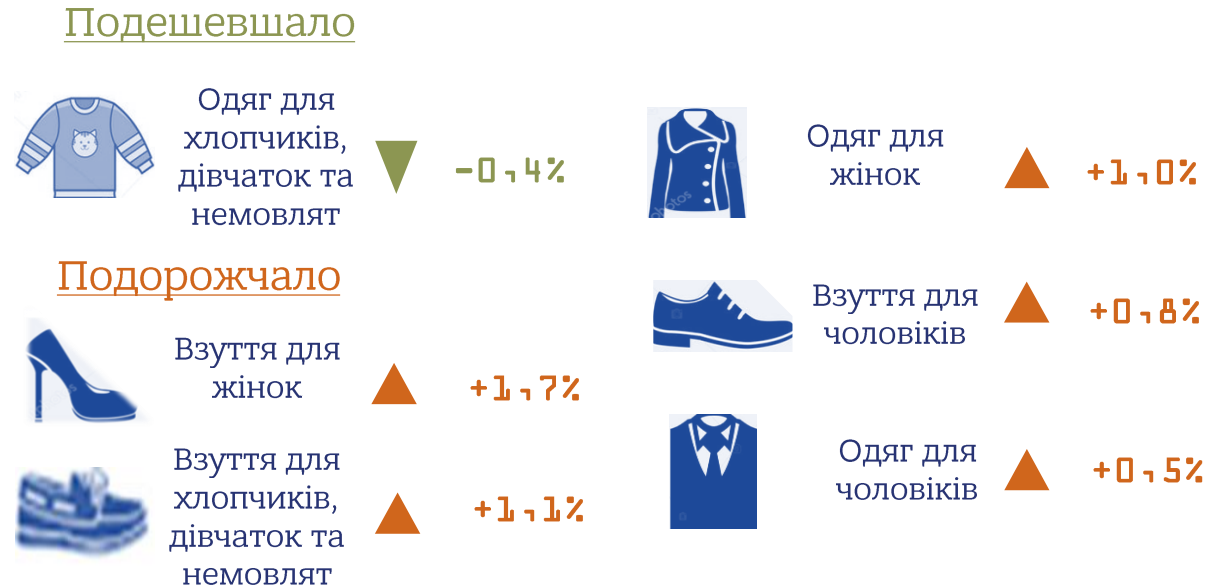 Подешевшало
Одяг для
хлопчиків,
дівчаток та
немовлят
-0,4%
Подорожчало
Взуття для
жінок
+1,7%
Взуття для
хлопчиків,
дівчаток та
немовлят
+1,1%
Одяг для
жінок
+1,0%
Взуття для
чоловіків
+0,8%
Одяг для
чоловіків
+0,5%